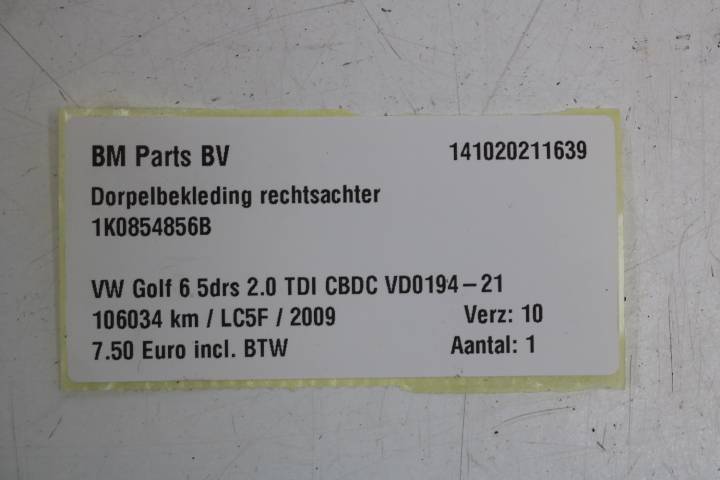 BM Parts BV 141020211639
Dorpelbekleding rechtsachter
1K0854856B
VW Golf 6 5drs 2.0 TDI CBDC VD0194-21
106034 km / LC5F / 2009 Verz: 10
7.50 Euro incl. BTW Aantal: 1